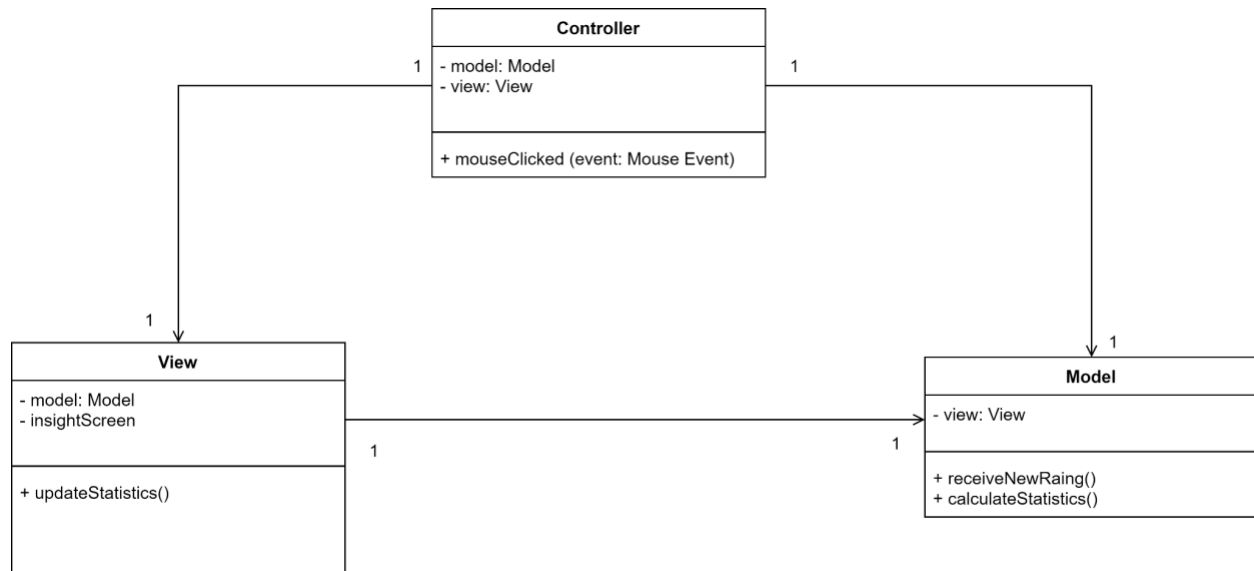 Controller
- model: Model
- view: View
+ mouseClicked (event: Mouse Event)
1
1
1
1
View
- model: Model
- insightScreen
+ updateStatistics()
1
1
Model
- view: View
+ receiveNewRaing()
+ calculateStatistics()